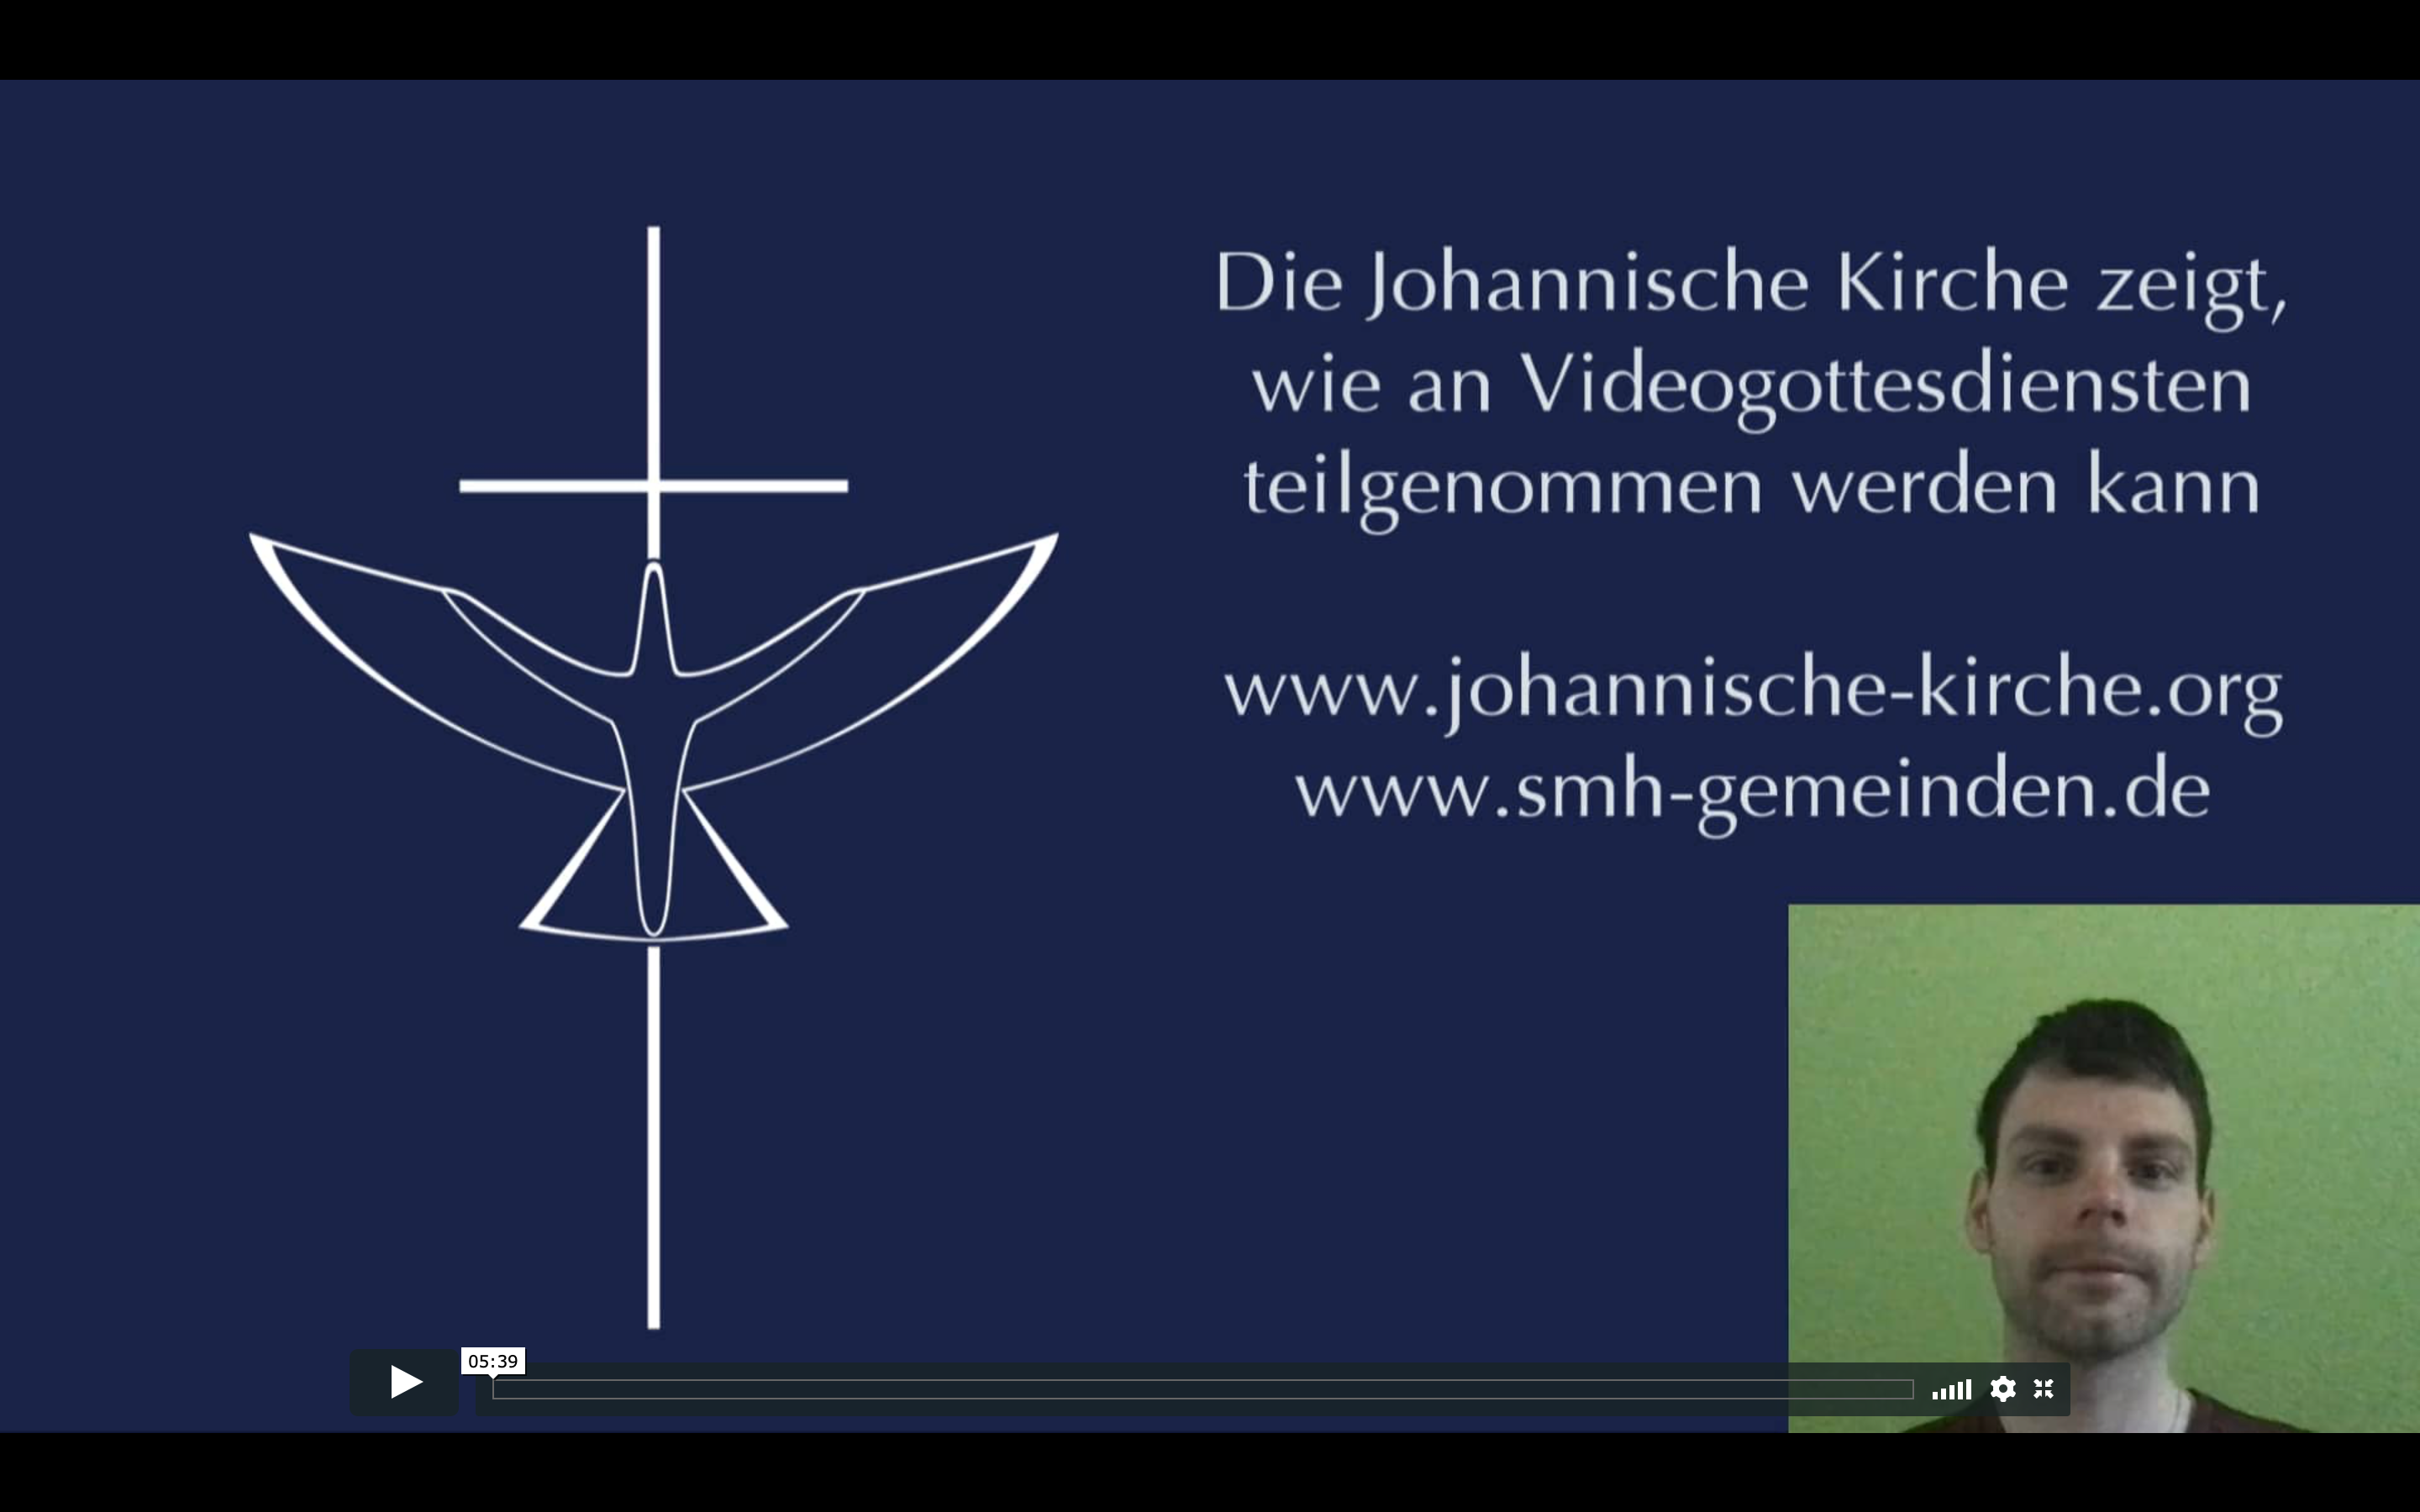 Die Johannische Kirche zeigt,
wie an Videogottesdiensten
teilgenommen werden kann
www.johannische-kirche.org
www.smh-gemeinden.de
05:39